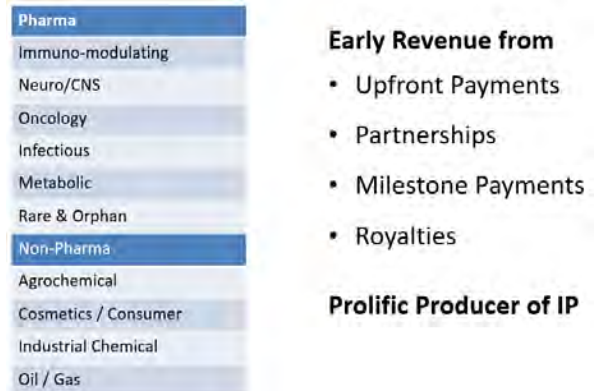 Pharma
Immuno-modulating
Neuro/CNS
Oncology
Infectious
Metabolic
Rare & Orphan
Non-Pharma
Agrochemical
Cosmetics / Consumer
Industrial Chemical
Oil / Gas
Early Revenue from
• Upfront Payments
• Partnerships
• Milestone Payments
• Royalties
Prolific Producer of IP